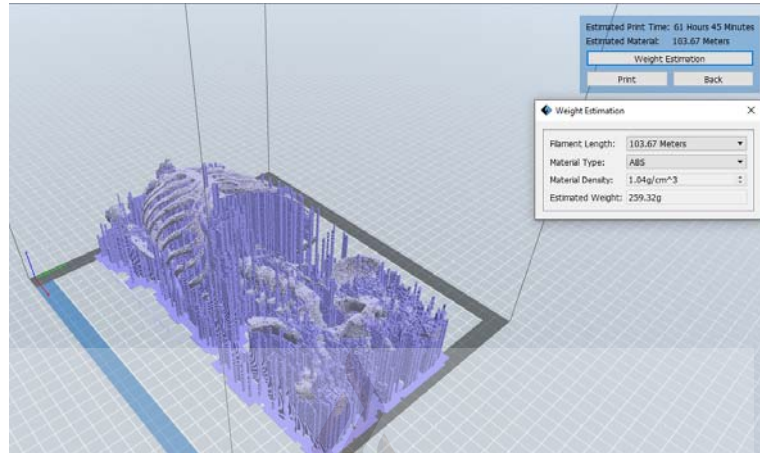 Estimated Print Time: 61 Hours 45 Minutes
Estimated Material: 103.67 Meters
Weight Estimation
Print Back
Weight Estimation
Filament Length: 103.67 Meters
Material Type: ABS
Material Density: 1.04g/cm^3
Estimated Weight: 259.32g